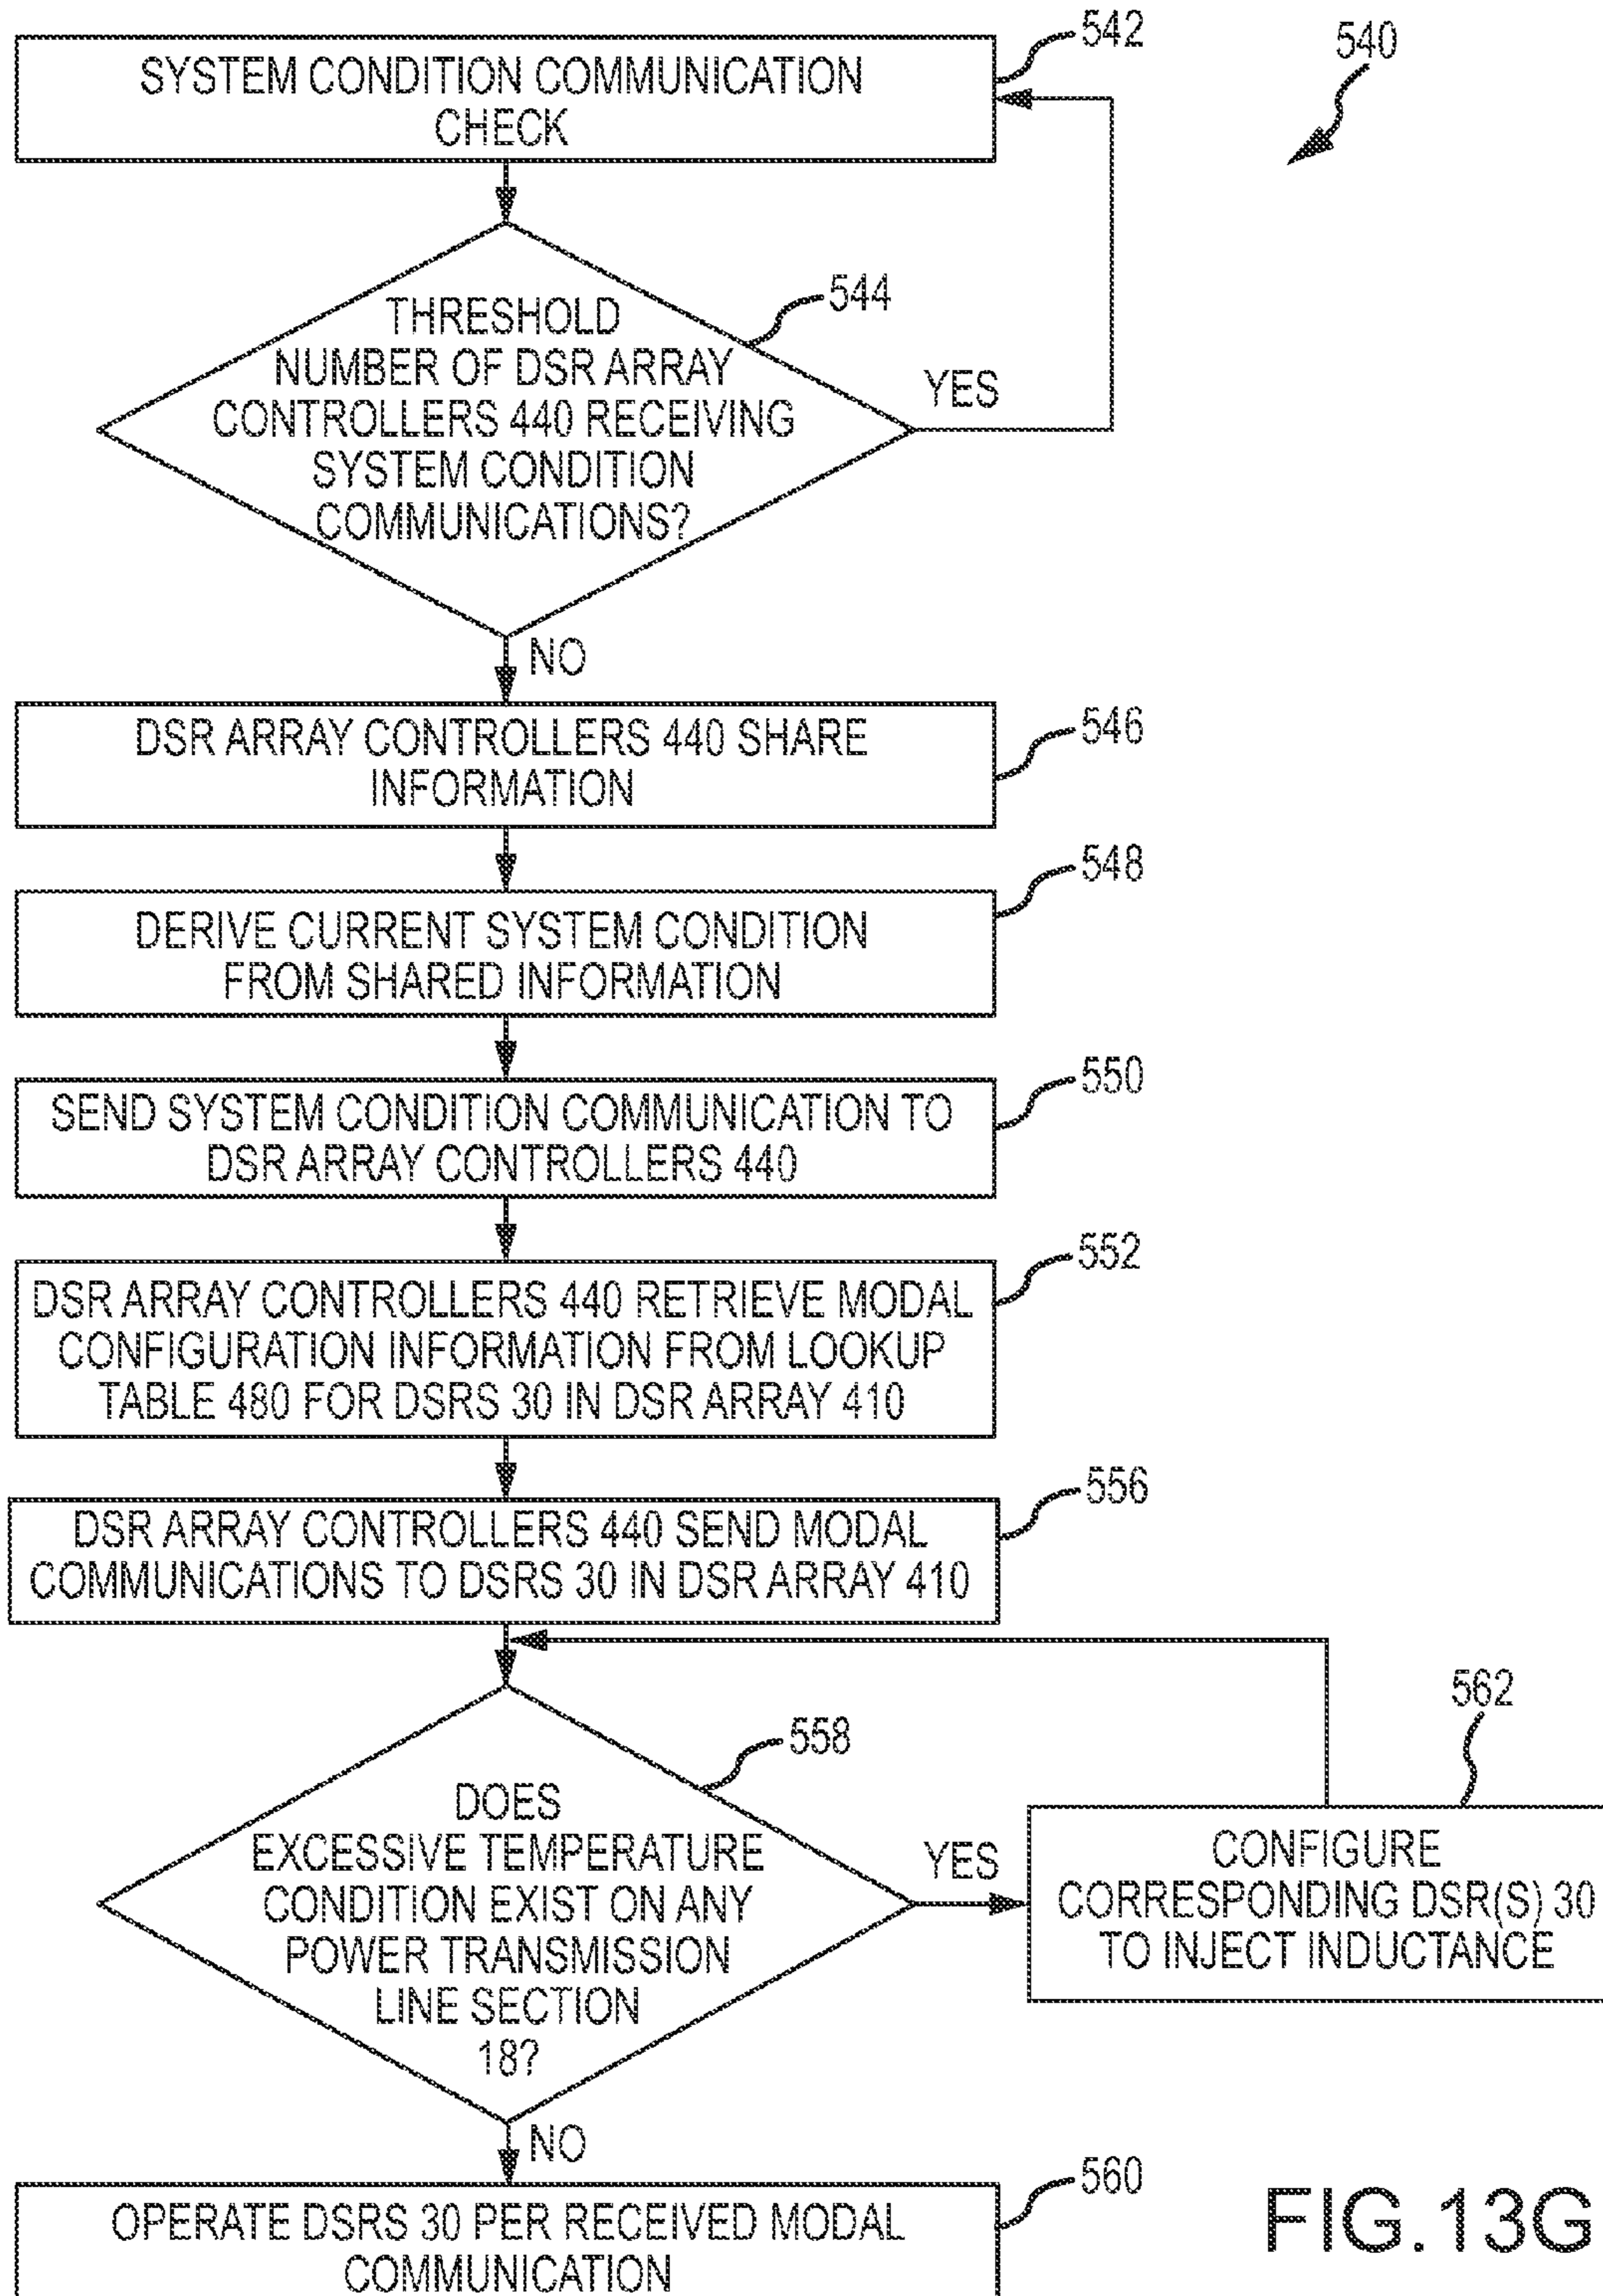 542
540
SYSTEM CONDITION COMMUNICATION
CHECK
544
THRESHOLD
NUMBER OF DSR ARRAY
CONTROLLERS 440 RECEIVING
SYSTEM CONDITION
COMMUNICATIONS?
YES
NO
546
DSR ARRAY CONTROLLERS 440 SHARE
INFORMATION
548
DERIVE CURRENT SYSTEM CONDITION
FROM SHARED INFORMATION
550
SEND SYSTEM CONDITION COMMUNICATION TO
DSR ARRAY CONTROLLERS 440
552
DSR ARRAY CONTROLLERS 440 RETRIEVE MODAL
CONFIGURATION INFORMATION FROM LOOKUP
TABLE 480 FOR DSRS 30 IN DSR ARRAY 410
556
DSR ARRAY CONTROLLERS 440 SEND MODAL
COMMUNICATIONS TO DSRS 30 IN DSR ARRAY 410
558
DOES
EXCESSIVE TEMPERATURE
CONDITION EXIST ON ANY
POWER TRANSMISSION
LINE SECTION
18?
YES
562
CONFIGURE
CORRESPONDING DSR(S) 30
TO INJECT INDUCTANCE
NO
560
OPERATE DSRS 30 PER RECEIVED MODAL
COMMUNICATION
FIG.13G